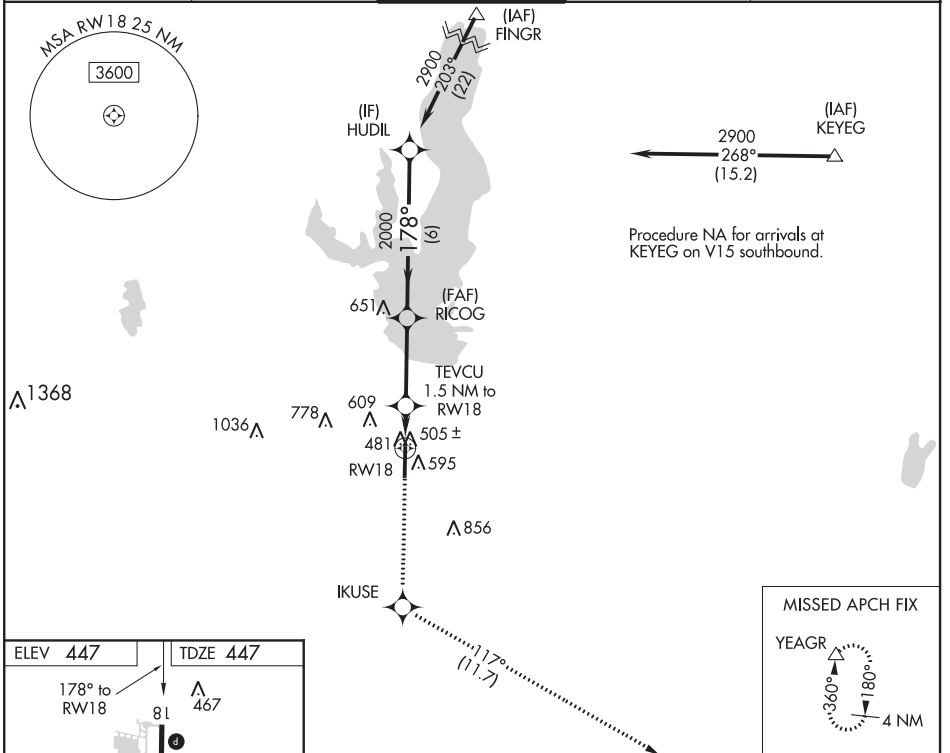 MSA RW18 25 NM
3600
(IAF)
FINGR
2900
203°
(22)
(IF)
HUDIL
(IAF)
KEYEG
2900
268°
(15.2)
2000
178°
(6)
Procedure NA for arrivals at
KEYEG on V15 southbound.
651
(FAF)
RICOG
TEVCU
1.5 NM to
RW18
1368
1036
778
609
481
505 ±
RW18
595
856
IKUSE
117°
(11.7)
MISSED APCH FIX
YEAGR
360°
180°
4 NM
ELEV 447
TDZE 447
178° to
RW18
467
18
P